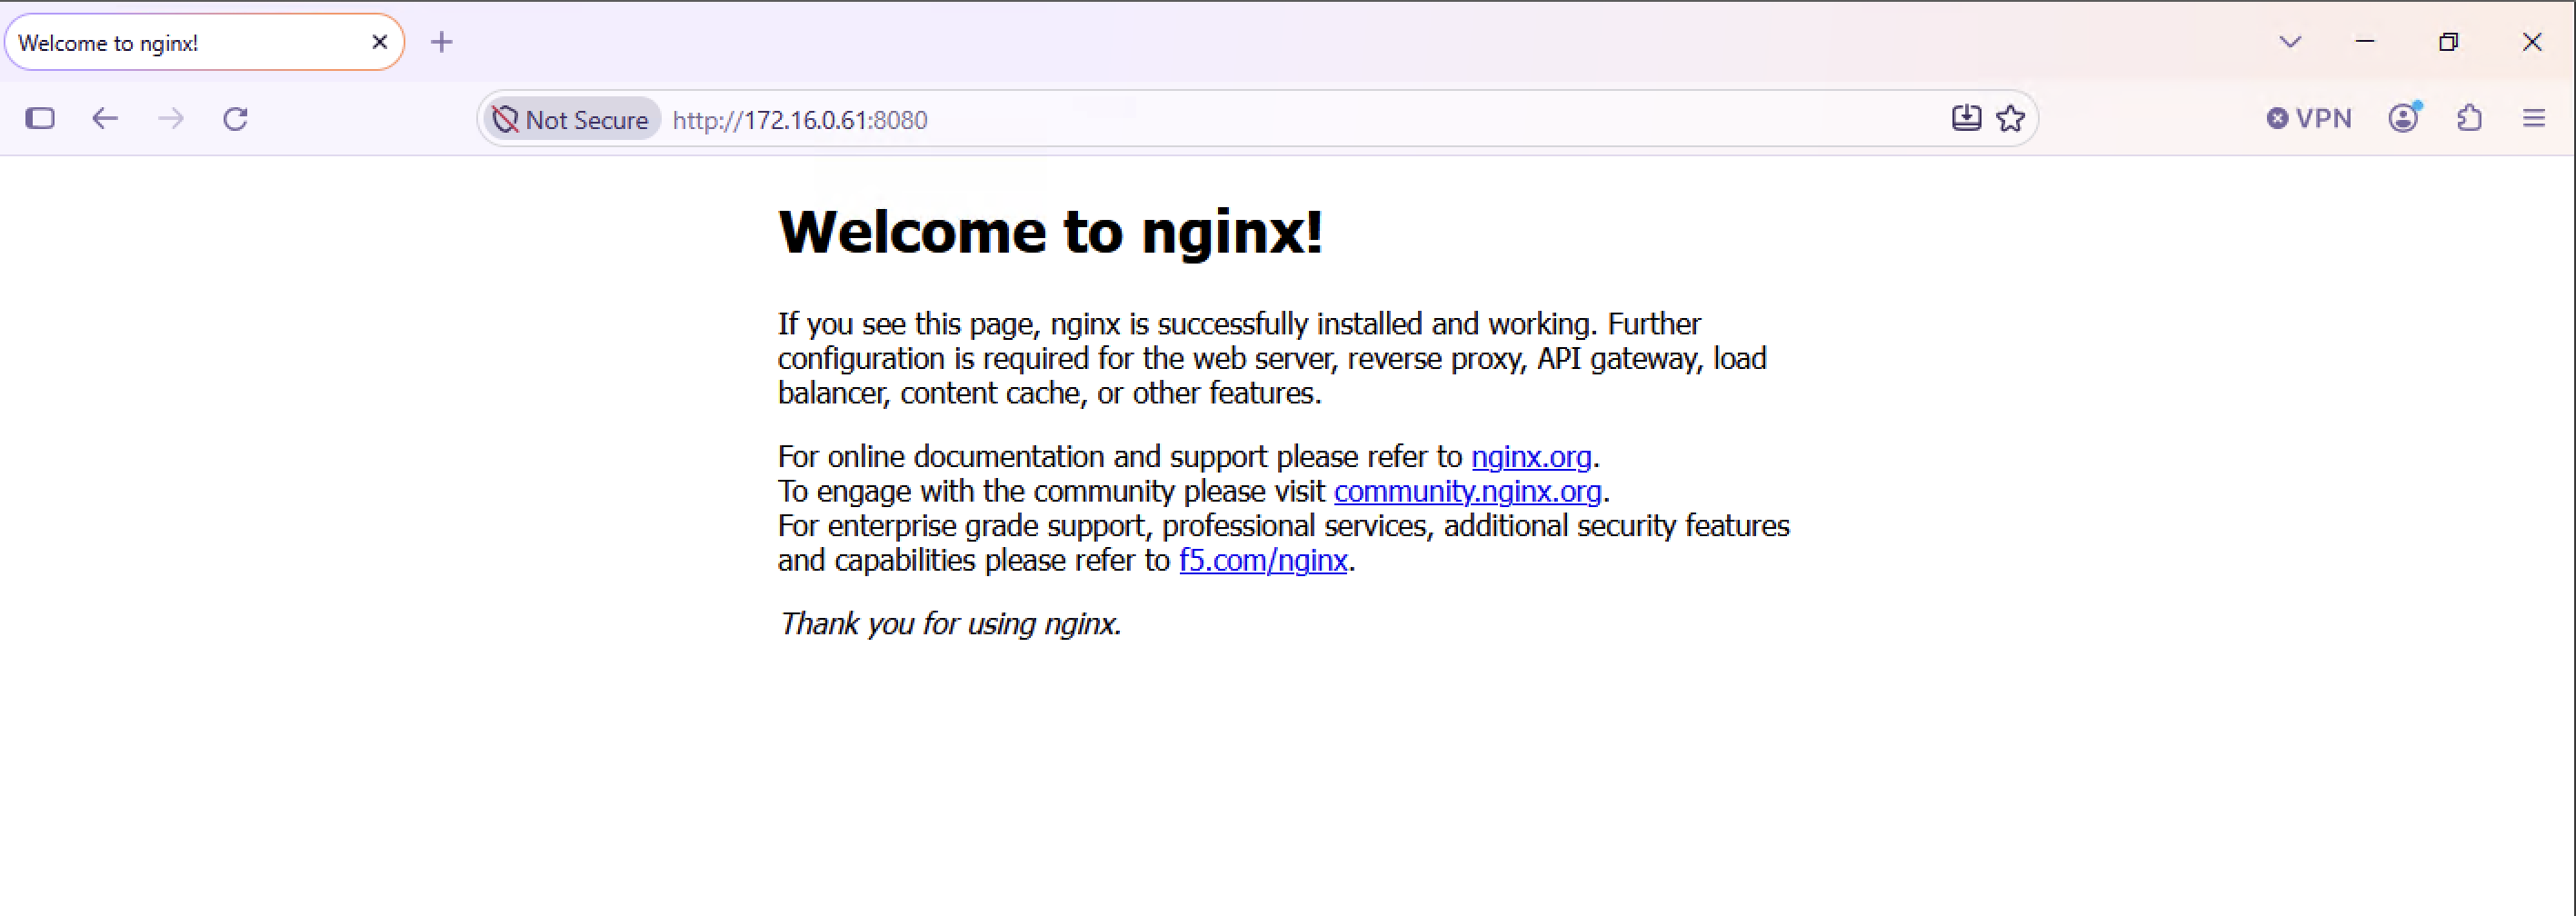 Welcome to nginx!
Not Secure http://172.16.0.61:8080 VPN
Welcome to nginx!
If you see this page, nginx is successfully installed and working. Further
configuration is required for the web server, reverse proxy, API gateway, load
balancer, content cache, or other features.
For online documentation and support please refer to nginx.org.
To engage with the community please visit community.nginx.org.
For enterprise grade support, professional services, additional security features
and capabilities please refer to f5.com/nginx.
Thank you for using nginx.